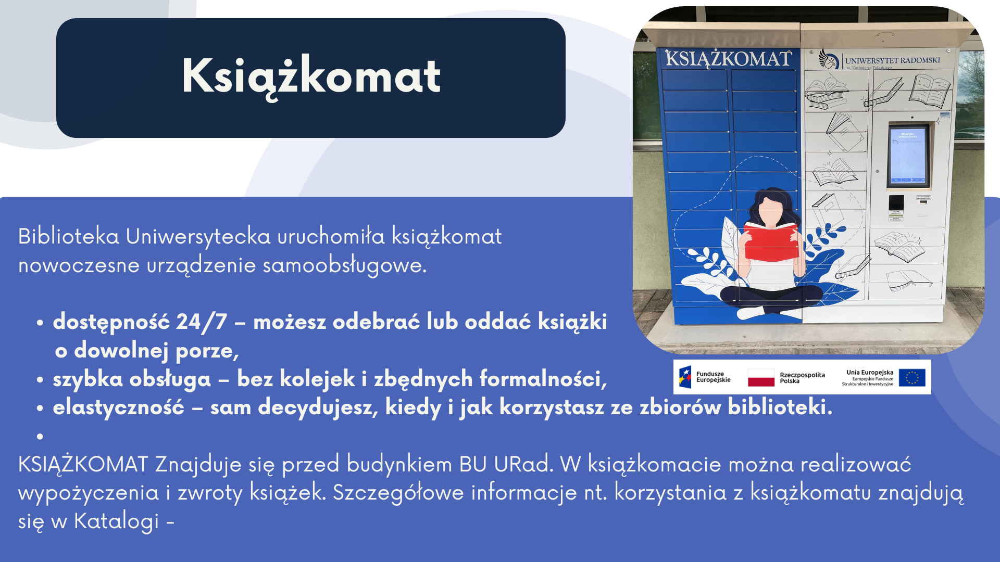 Książkomat
KSIĄŻKOMAT
UNIWERSYTET RADOMSKI
im. Kazimierza Pułaskiego
Biblioteka
Uniwersytecka
Biblioteka Uniwersytecka uruchomiła książkomat
nowoczesne urządzenie samoobsługowe.
• dostępność 24/7 – możesz odebrać lub oddać książki
o dowolnej porze,
• szybka obsługa – bez kolejek i zbędnych formalności,
• elastyczność – sam decydujesz, kiedy i jak korzystasz ze zbiorów biblioteki.
•
Fundusze
Europejskie
Rzeczpospolita
Polska
Unia Europejska
Europejskie Fundusze
Strukturalne i Inwestycyjne
KSIĄŻKOMAT Znajduje się przed budynkiem BU URad. W książkomacie można realizować
wypożyczenia i zwroty książek. Szczegółowe informacje nt. korzystania z książkomatu znajdują
się w Katalogi –